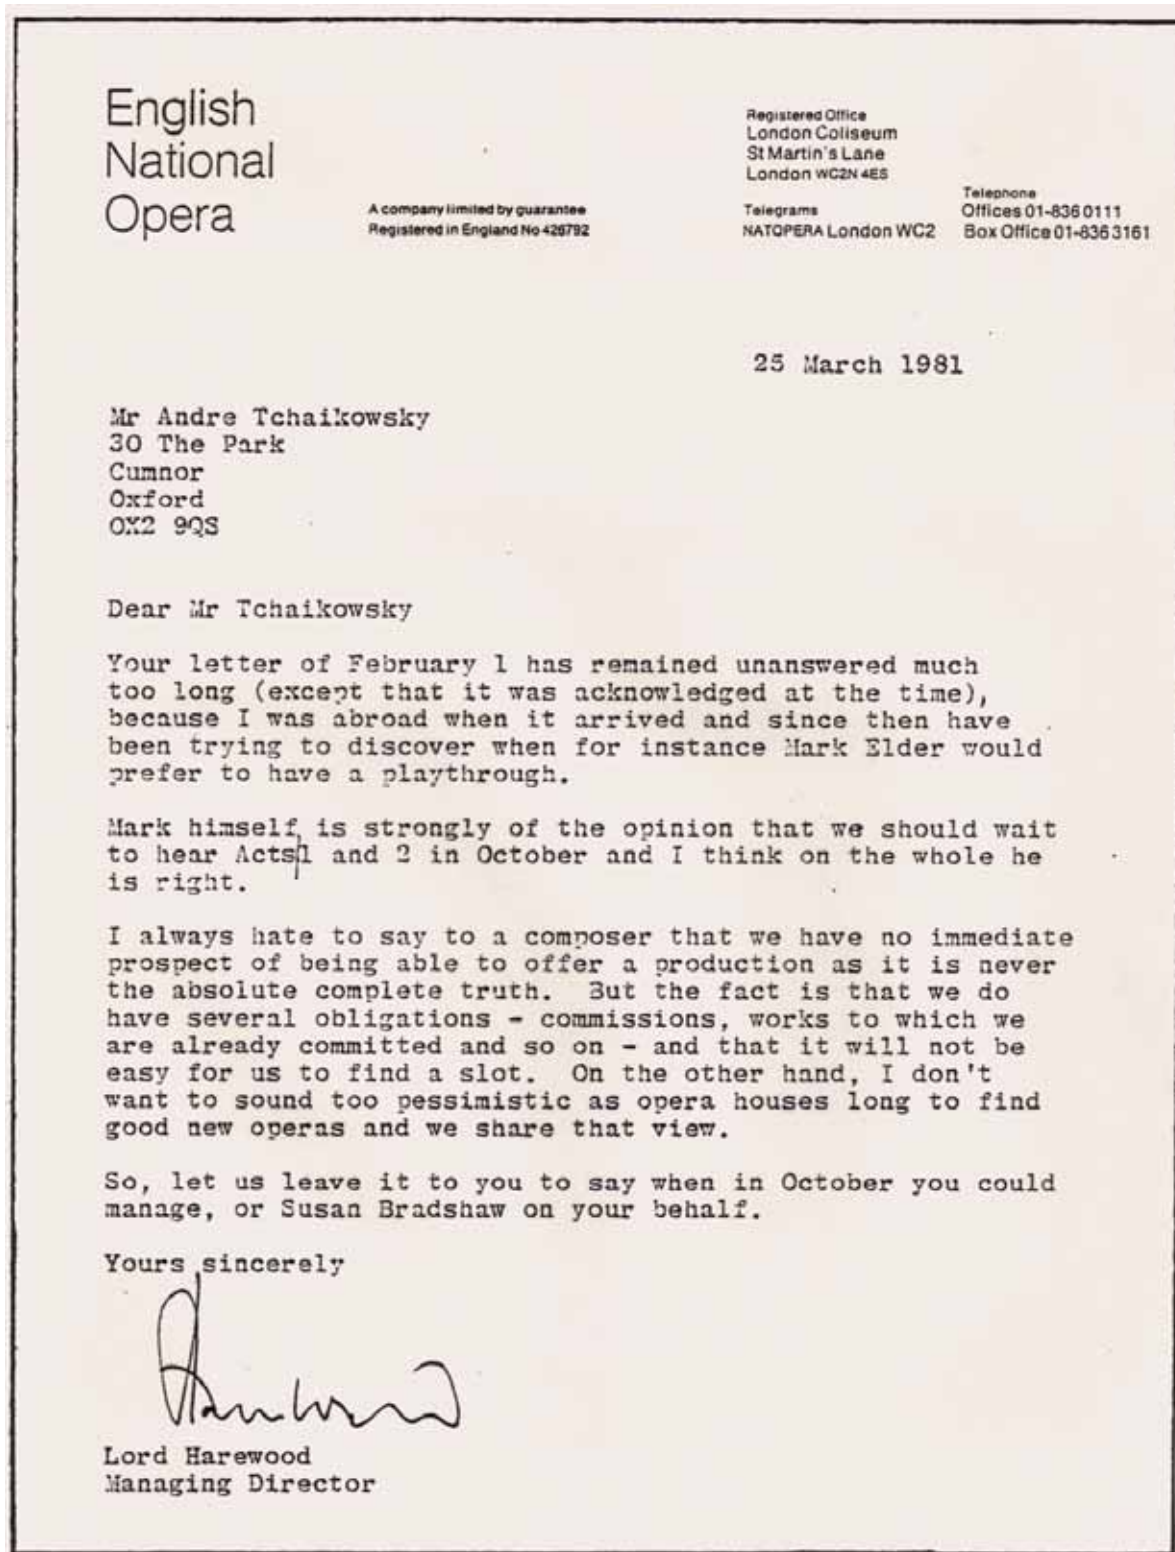 English
National
Opera
A company limited by guarantee
Registered in England No 426792
Registered Office
London Coliseum
St Martin's Lane
London WC2N 4ES
Telegrams
NATOPERA London WC2
Telephone
Offices 01-836 0111
Box Office 01-836 3161
25 March 1981
Mr Andre Tchaikowsky
30 The Park
Cumnor
Oxford
OX2 9QS
Dear Mr Tchaikowsky
Your letter of February 1 has remained unanswered much
too long (except that it was acknowledged at the time),
because I was abroad when it arrived and since then have
been trying to discover when for instance Mark Elder would
prefer to have a playthrough.
Mark himself is strongly of the opinion that we should wait
to hear Acts 1 and 2 in October and I think on the whole he
is right.
I always hate to say to a composer that we have no immediate
prospect of being able to offer a production as it is never
the absolute complete truth. But the fact is that we do
have several obligations - commissions, works to which we
are already committed and so on - and that it will not be
easy for us to find a slot. On the other hand, I don't
want to sound too pessimistic as opera houses long to find
good new operas and we share that view.
So, let us leave it to you to say when in October you could
manage, or Susan Bradshaw on your behalf.
Yours sincerely
Harewood
Lord Harewood
Managing Director